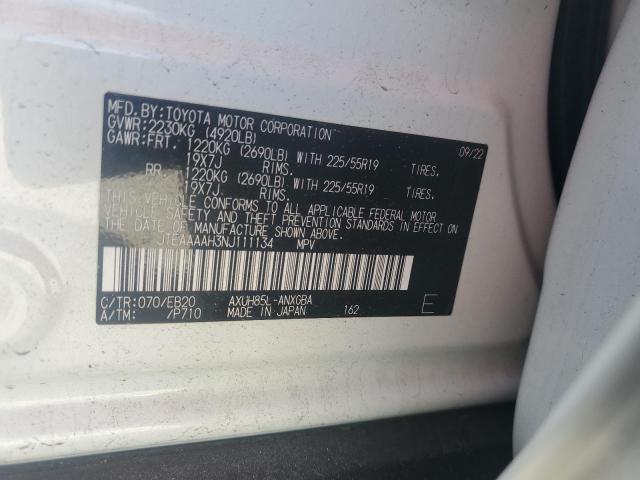 MFD.BY:TOYOTA MOTOR CORPORATION 09/22
GVWR:2230KG (4920LB)
GAWR:FRT. 1220KG (2690LB) WITH 225/55R19 TIRES.
19X7J RIMS.
RR. 1220KG (2690LB) WITH 225/55R19 TIRES.
19X7J RIMS.
THIS VEHICLE CONFORMS TO ALL APPLICABLE FEDERAL MOTOR
VEHICLE SAFETY AND THEFT PREVENTION STANDARDS IN EFFECT
ON THE DATE OF MANUFACTURE SHOWN ABOVE.
JTEAAAAH3NJ111134 MPV
C/TR:070/EB20 AXUH85L-ANXGBA
A/TM: /P710 MADE IN JAPAN 162 E